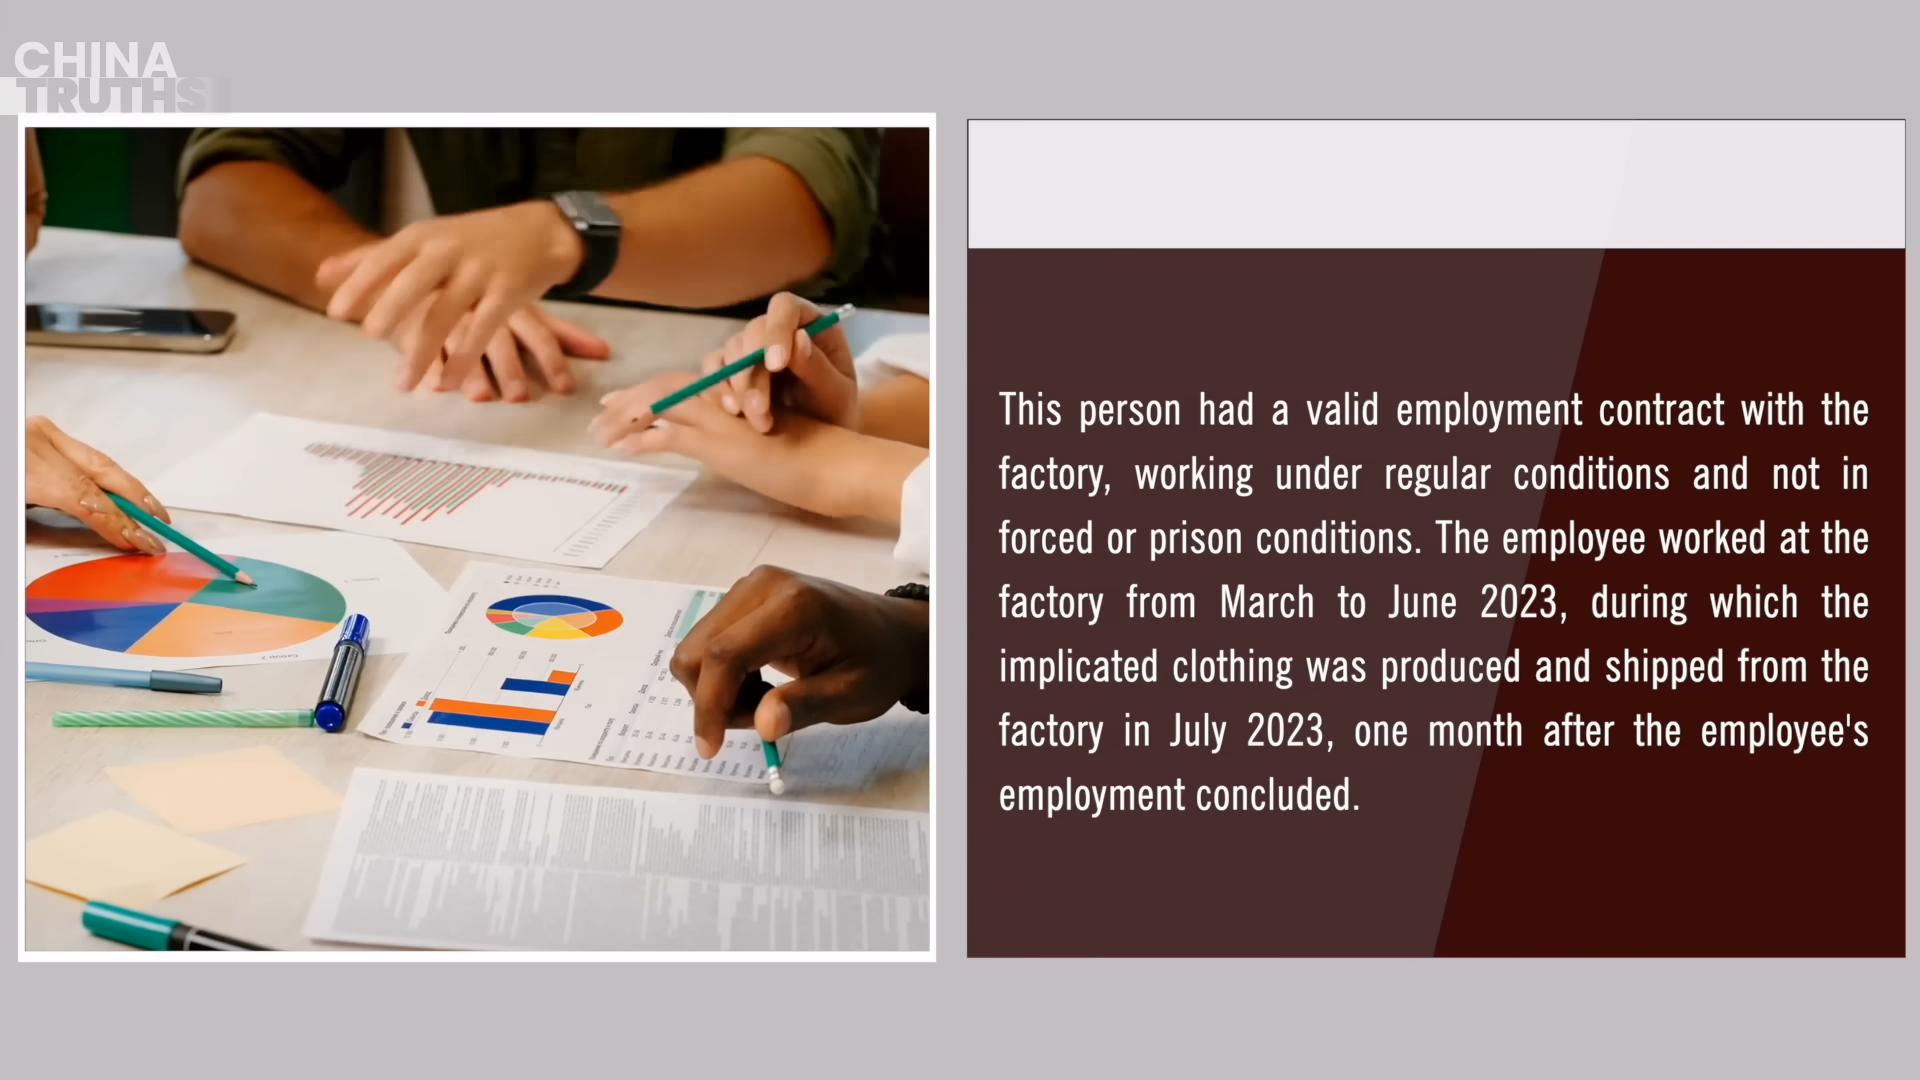 CHINA
TRUTHS
This person had a valid employment contract with the
factory, working under regular conditions and not in
forced or prison conditions. The employee worked at the
factory from March to June 2023, during which the
implicated clothing was produced and shipped from the
factory in July 2023, one month after the employee's
employment concluded.